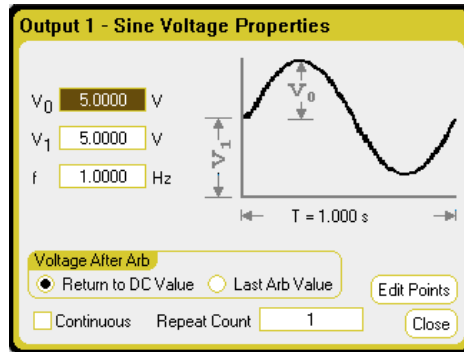 Output 1 - Sine Voltage Properties
V0 5.0000 V
V1 5.0000 V
f 1.0000 Hz
V0
V1
T = 1.000 s
Voltage After Arb
Return to DC Value Last Arb Value
Edit Points
Continuous Repeat Count 1
Close